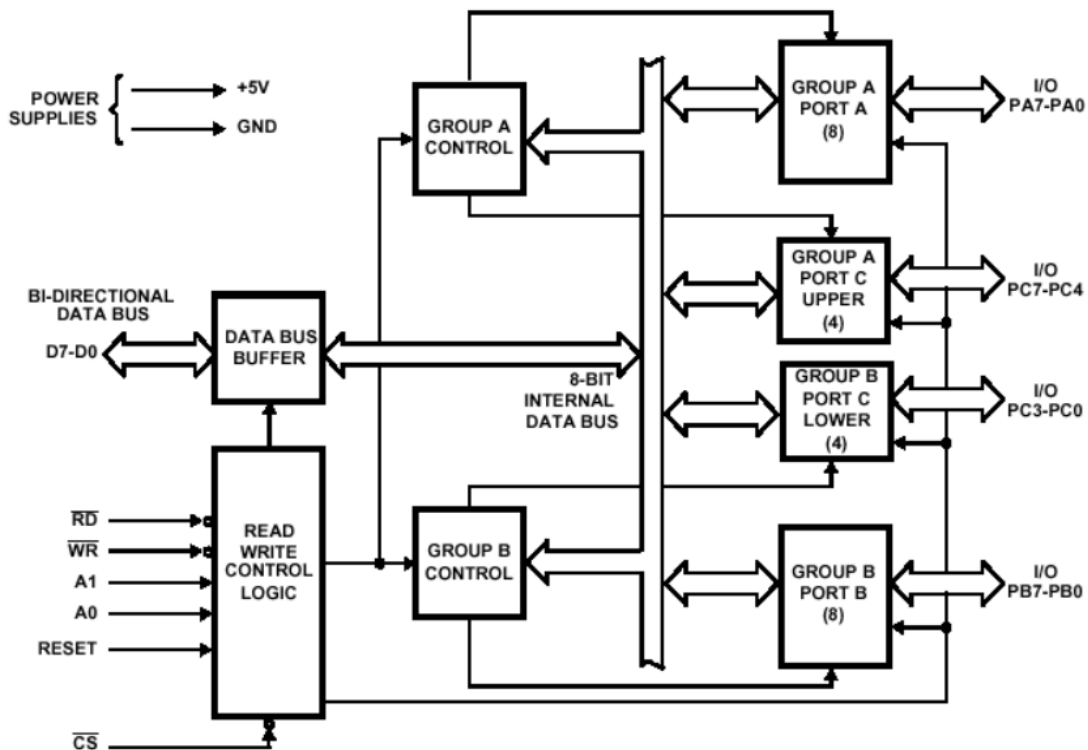 POWER
SUPPLIES
+5V
GND
GROUP A
CONTROL
GROUP A
PORT A
(8)
I/O
PA7-PA0
GROUP A
PORT C
UPPER
(4)
I/O
PC7-PC4
BI-DIRECTIONAL
DATA BUS
D7-D0
DATA BUS
BUFFER
8-BIT
INTERNAL
DATA BUS
GROUP B
PORT C
LOWER
(4)
I/O
PC3-PC0
RD
WR
A1
A0
RESET
CS
READ
WRITE
CONTROL
LOGIC
GROUP B
CONTROL
GROUP B
PORT B
(8)
I/O
PB7-PB0